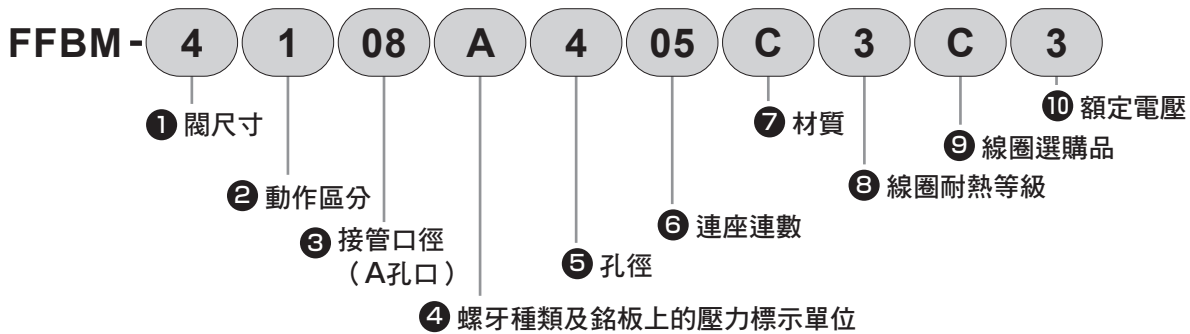 FFBM - 4 1 08 A 4 05 C 3 C 3
❶ 閥尺寸
❷ 動作區分
❸ 接管口徑
（A孔口）
❹ 螺牙種類及銘板上的壓力標示單位
❺ 孔徑
❻ 連座連數
❼ 材質
❽ 線圈耐熱等級
❾ 線圈選購品
❿ 額定電壓